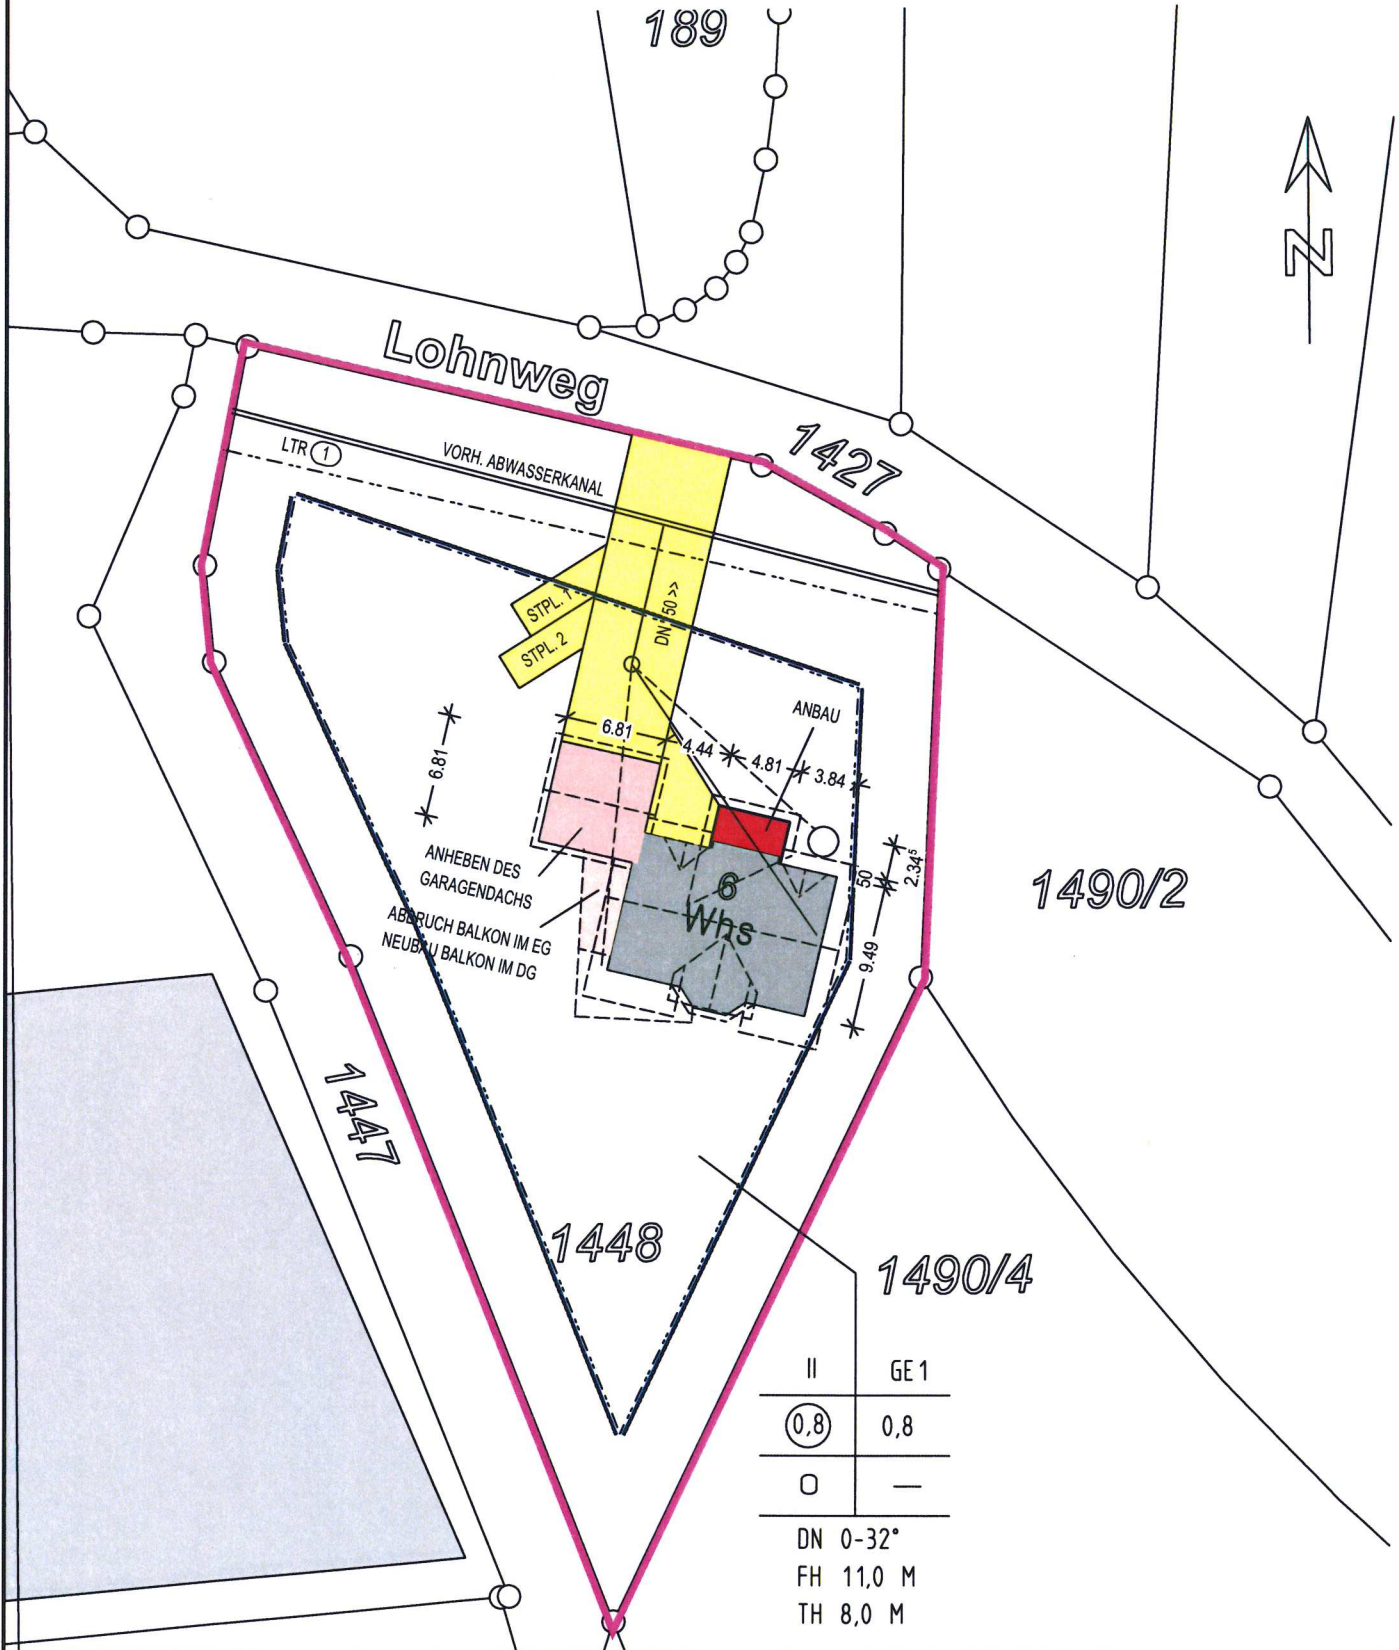 189
N
Lohnweg
1427
LTR 1
VORH. ABWASSERKANAL
STPL. 1
STPL. 2
DN 150 >>
ANBAU
6.81
4.44
4.81
3.84
6.81
2.34⁵
50
9.49
ANHEBEN DES
GARAGENDACHS
ABBRUCH BALKON IM EG
NEUBAU BALKON IM DG
6
Whs
1490/2
1447
1448
1490/4
II GE 1
0,8 0,8
O —
DN 0-32°
FH 11,0 M
TH 8,0 M